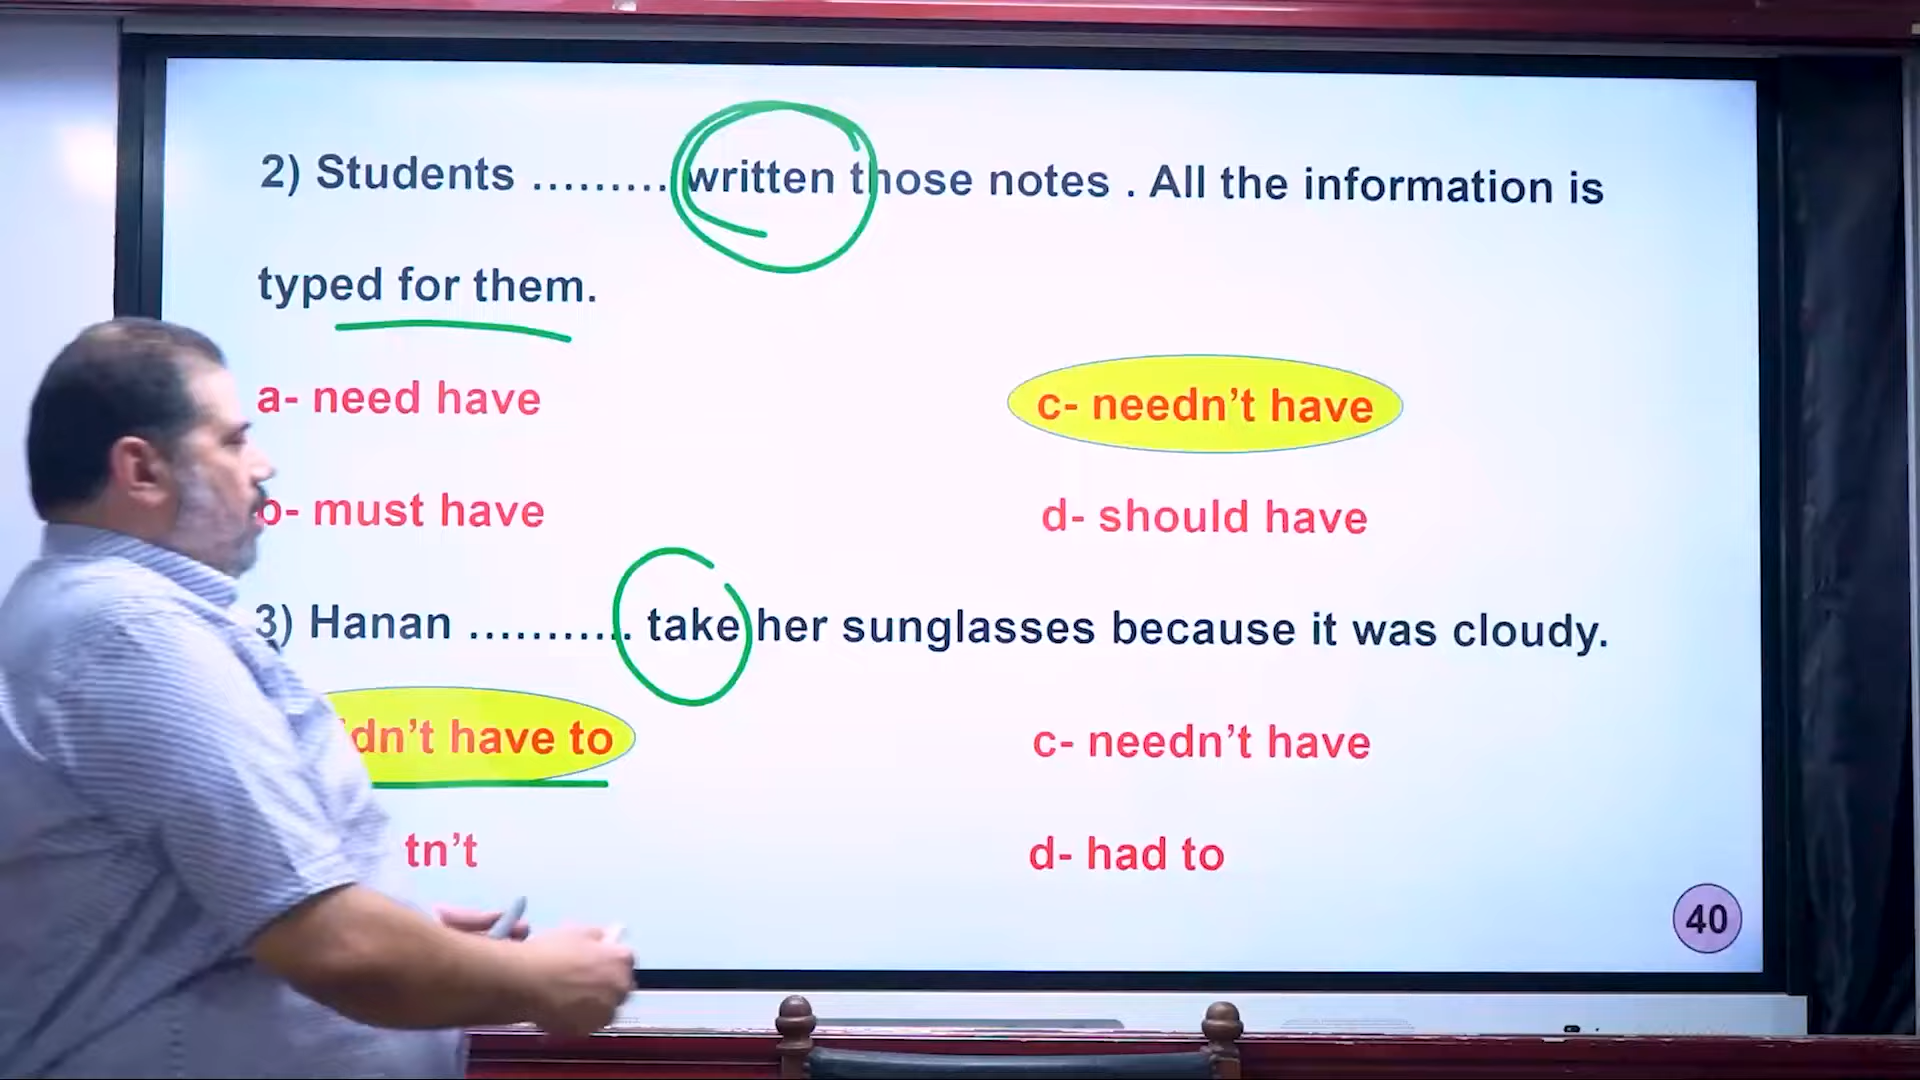 2) Students ......... written those notes . All the information is
typed for them.
a- need have
c- needn’t have
b- must have
d- should have
3) Hanan ........... take her sunglasses because it was cloudy.
dn’t have to
c- needn’t have
tn’t
d- had to
40